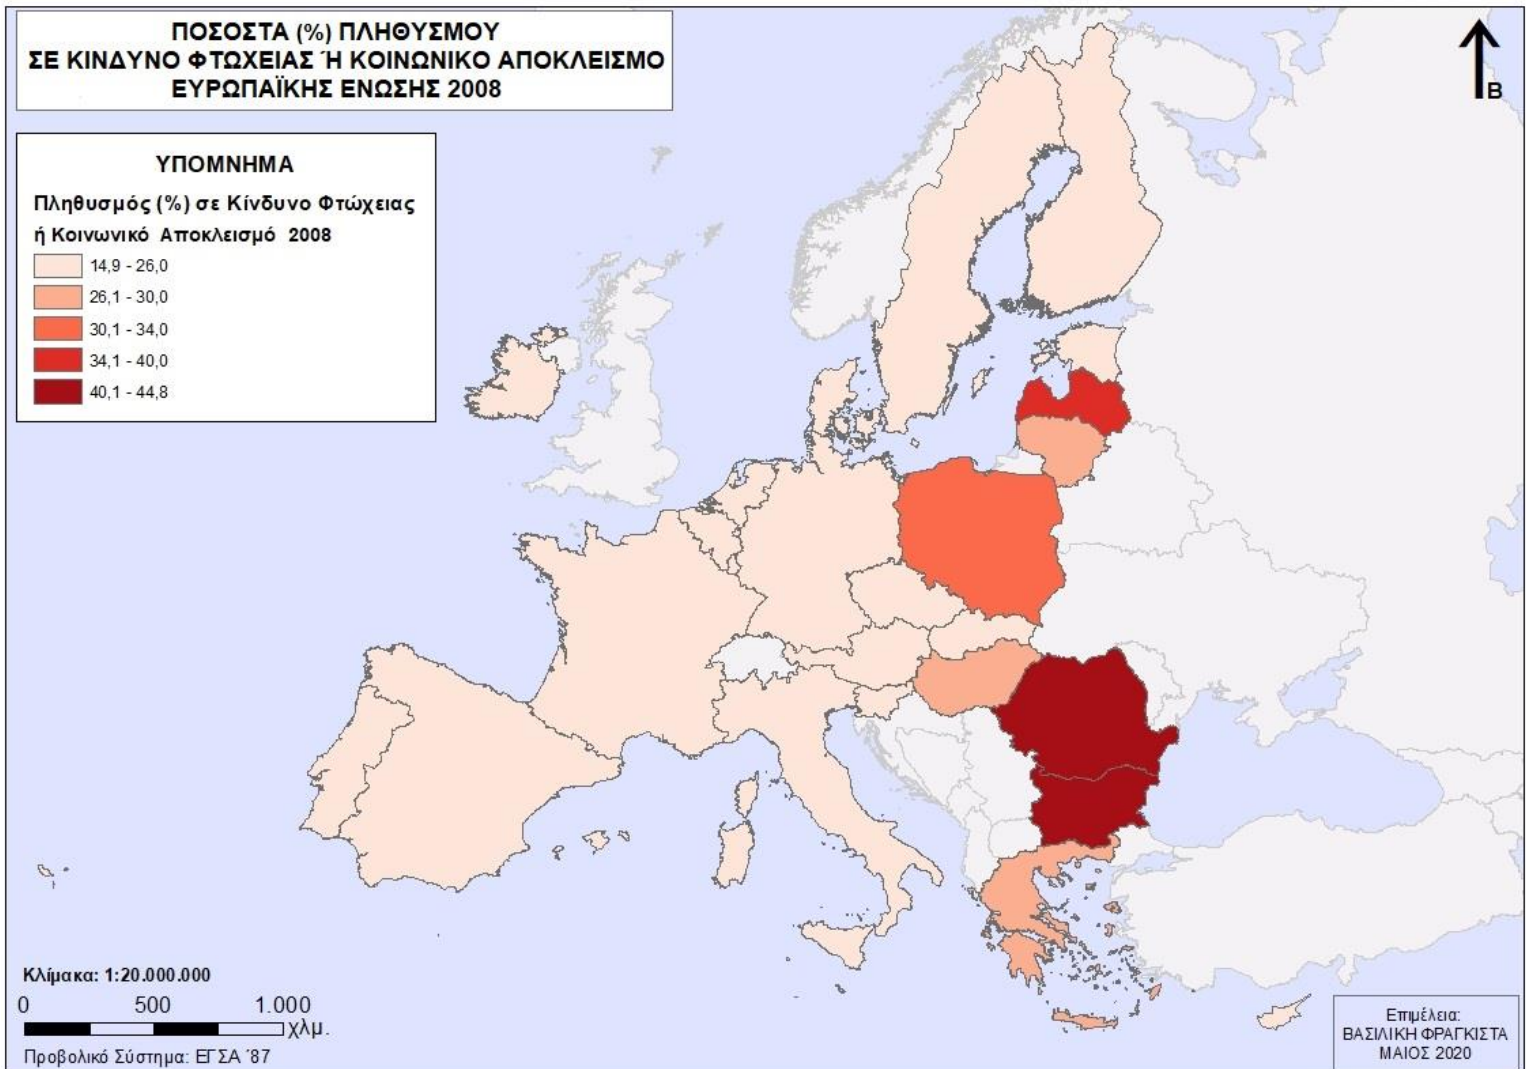 ΠΟΣΟΣΤΑ (%) ΠΛΗΘΥΣΜΟΥ
ΣΕ ΚΙΝΔΥΝΟ ΦΤΩΧΕΙΑΣ Ή ΚΟΙΝΩΝΙΚΟ ΑΠΟΚΛΕΙΣΜΟ
ΕΥΡΩΠΑΪΚΗΣ ΕΝΩΣΗΣ 2008
Β
ΥΠΟΜΝΗΜΑ
Πληθυσμός (%) σε Κίνδυνο Φτώχειας
ή Κοινωνικό Αποκλεισμό 2008
14,9 - 26,0
26,1 - 30,0
30,1 - 34,0
34,1 - 40,0
40,1 - 44,8
Κλίμακα: 1:20.000.000
0 500 1.000
χλμ.
Προβολικό Σύστημα: ΕΓΣΑ '87
Επιμέλεια:
ΒΑΣΙΛΙΚΗ ΦΡΑΓΚΙΣΤΑ
ΜΑΙΟΣ 2020